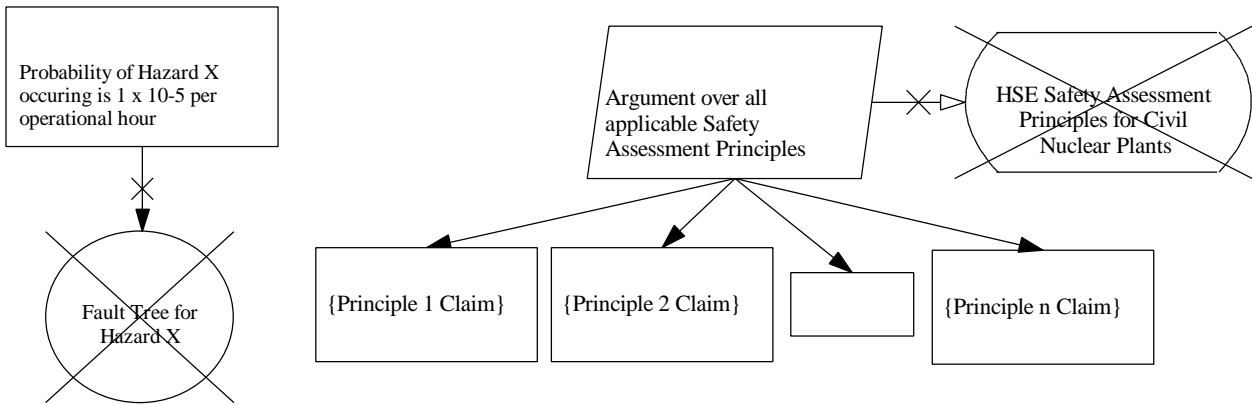 Probability of Hazard X
occuring is 1 x 10-5 per
operational hour
Fault Tree for
Hazard X
Argument over all
applicable Safety
Assessment Principles
HSE Safety Assessment
Principles for Civil
Nuclear Plants
{Principle 1 Claim}
{Principle 2 Claim}
{Principle n Claim}